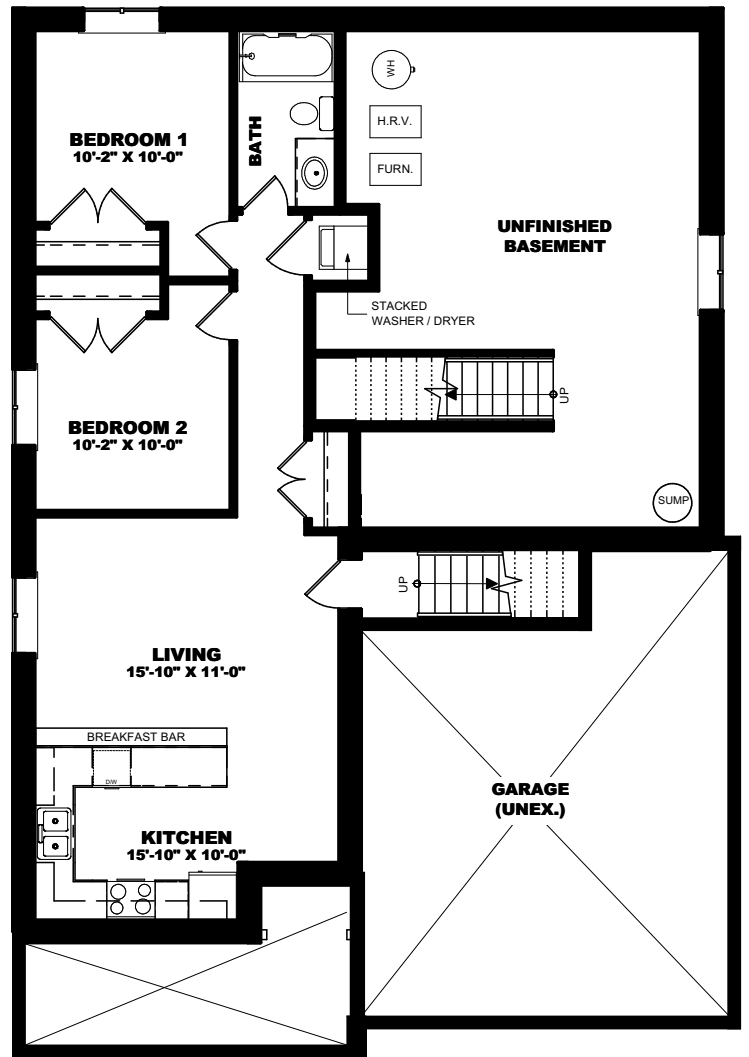 WH
H.R.V.
FURN.
BEDROOM 1
10'-2" X 10'-0"
BATH
UNFINISHED
BASEMENT
STACKED
WASHER / DRYER
UP
BEDROOM 2
10'-2" X 10'-0"
SUMP
UP
LIVING
15'-10" X 11'-0"
BREAKFAST BAR
D/W
GARAGE
(UNEX.)
KITCHEN
15'-10" X 10'-0"